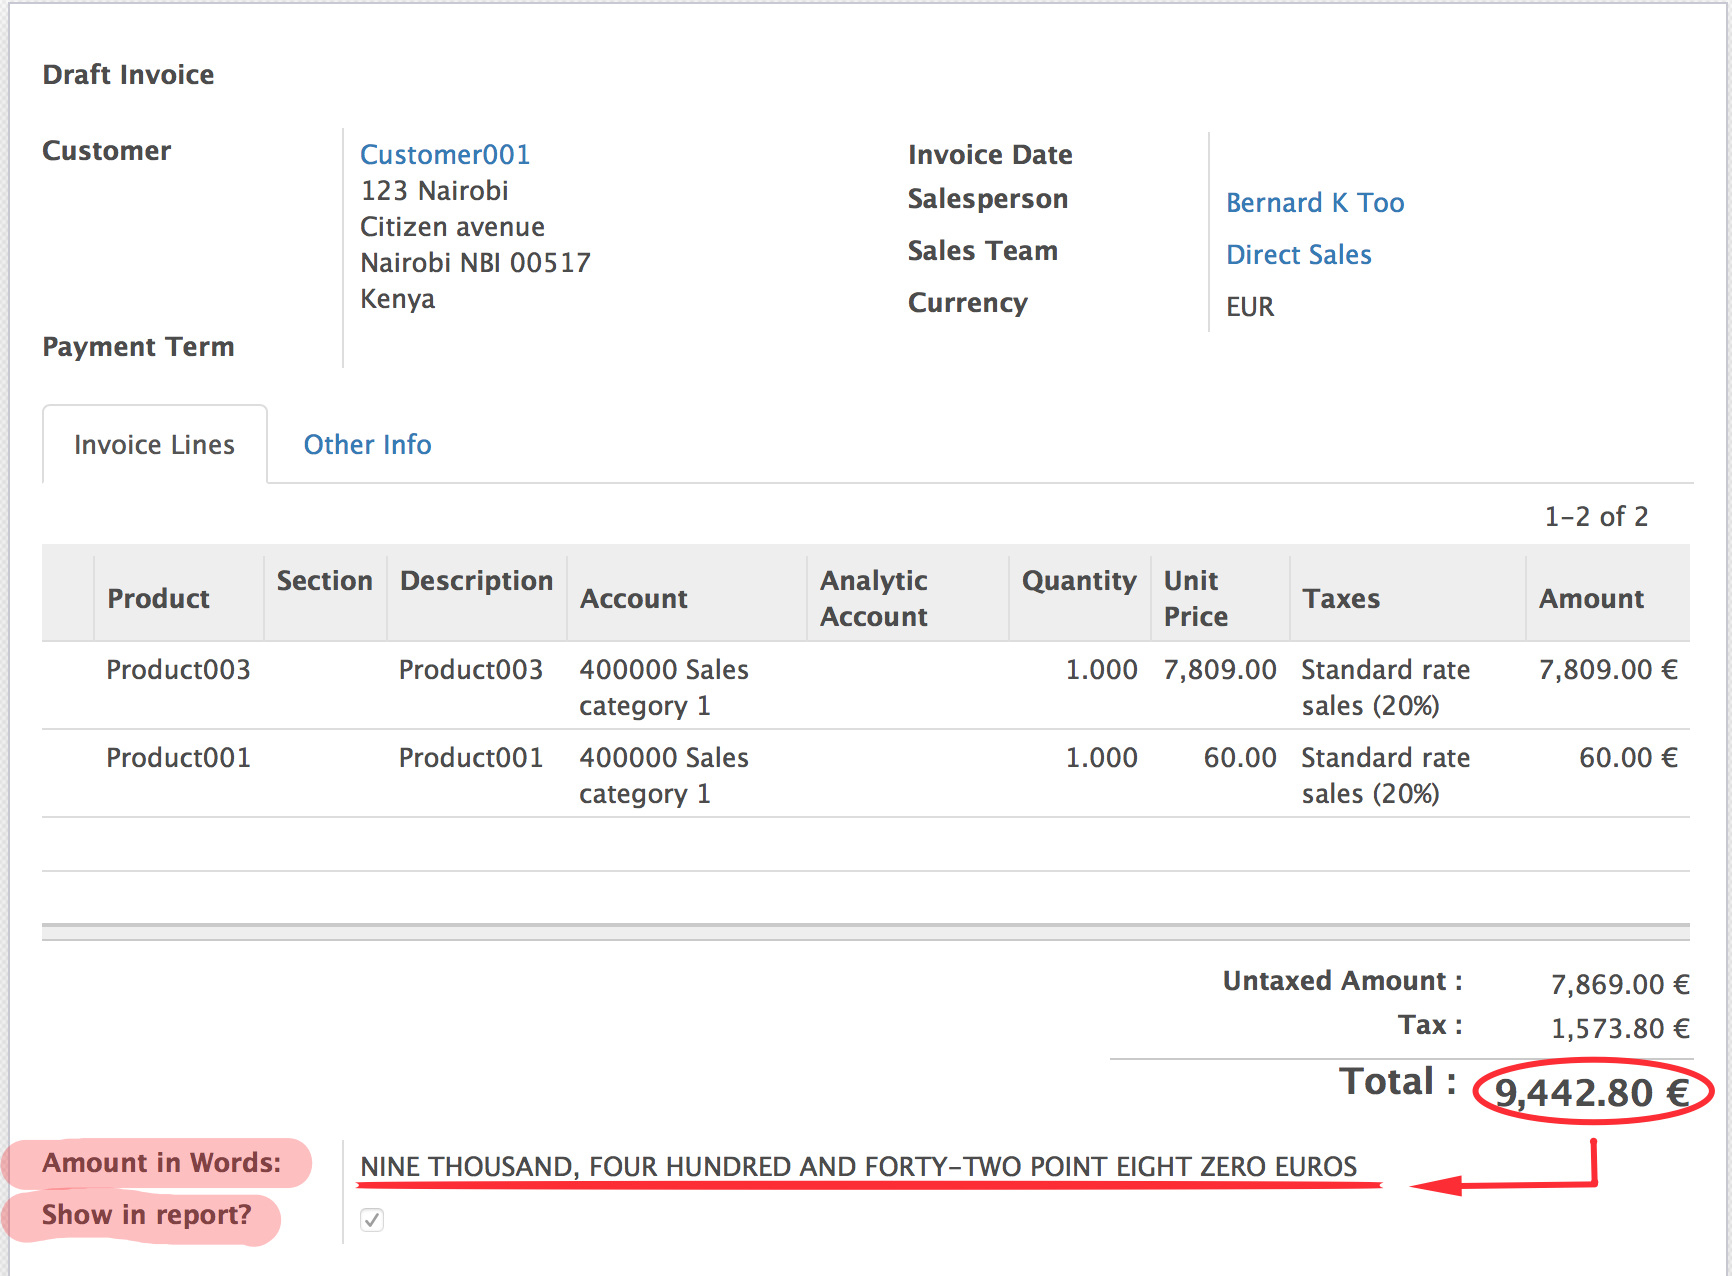 Draft Invoice
Customer
Customer001
123 Nairobi
Citizen avenue
Nairobi NBI 00517
Kenya
Payment Term
Invoice Date
Salesperson Bernard K Too
Sales Team Direct Sales
Currency EUR
Invoice Lines Other Info
1-2 of 2
Product Section Description Account Analytic Account Quantity Unit Price Taxes Amount
Product003 Product003 400000 Sales category 1 1.000 7,809.00 Standard rate sales (20%) 7,809.00 €
Product001 Product001 400000 Sales category 1 1.000 60.00 Standard rate sales (20%) 60.00 €
Untaxed Amount : 7,869.00 €
Tax : 1,573.80 €
Total : 9,442.80 €
Amount in Words: NINE THOUSAND, FOUR HUNDRED AND FORTY-TWO POINT EIGHT ZERO EUROS
Show in report?